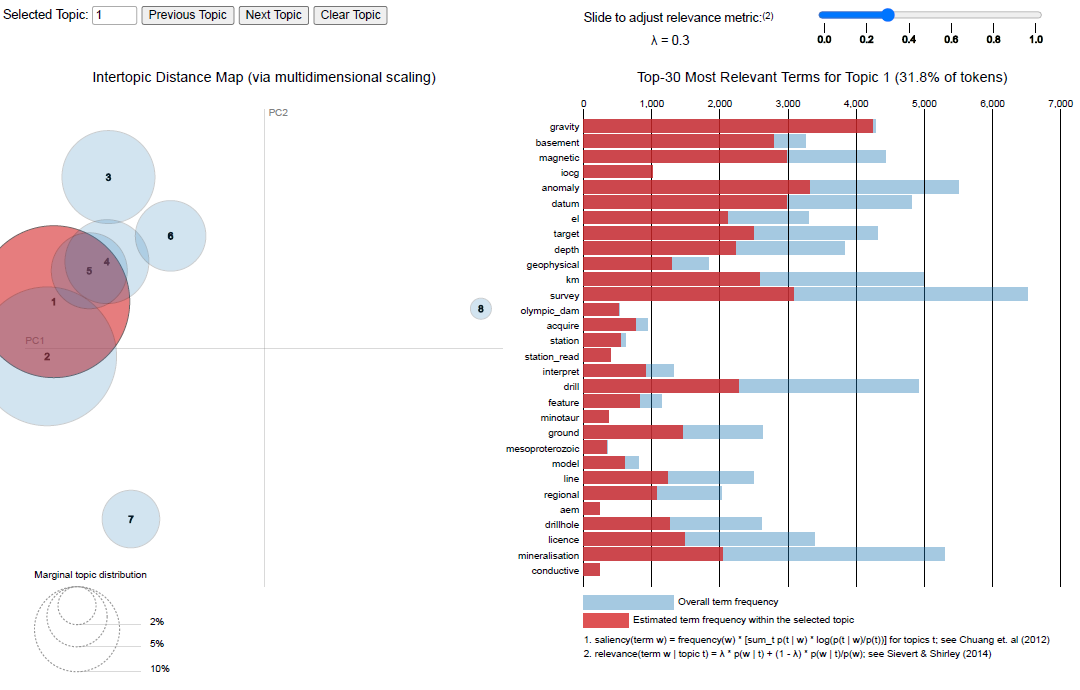 Selected Topic: 1 Previous Topic Next Topic Clear Topic
Slide to adjust relevance metric:(2)
λ = 0.3
0.0 0.2 0.4 0.6 0.8 1.0
Intertopic Distance Map (via multidimensional scaling)
PC2
3
6
4
5
1
8
PC1
2
7
Marginal topic distribution
2%
5%
10%
Top-30 Most Relevant Terms for Topic 1 (31.8% of tokens)
0 1,000 2,000 3,000 4,000 5,000 6,000 7,000
gravity
basement
magnetic
iocg
anomaly
datum
el
target
depth
geophysical
km
survey
olympic_dam
acquire
station
station_read
interpret
drill
feature
minotaur
ground
mesoproterozoic
model
line
regional
aem
drillhole
licence
mineralisation
conductive
Overall term frequency
Estimated term frequency within the selected topic
1. saliency(term w) = frequency(w) * [sum_t p(t | w) * log(p(t | w)/p(t))] for topics t; see Chuang et. al (2012)
2. relevance(term w | topic t) = λ * p(w | t) + (1 - λ) * p(w | t)/p(w); see Sievert & Shirley (2014)